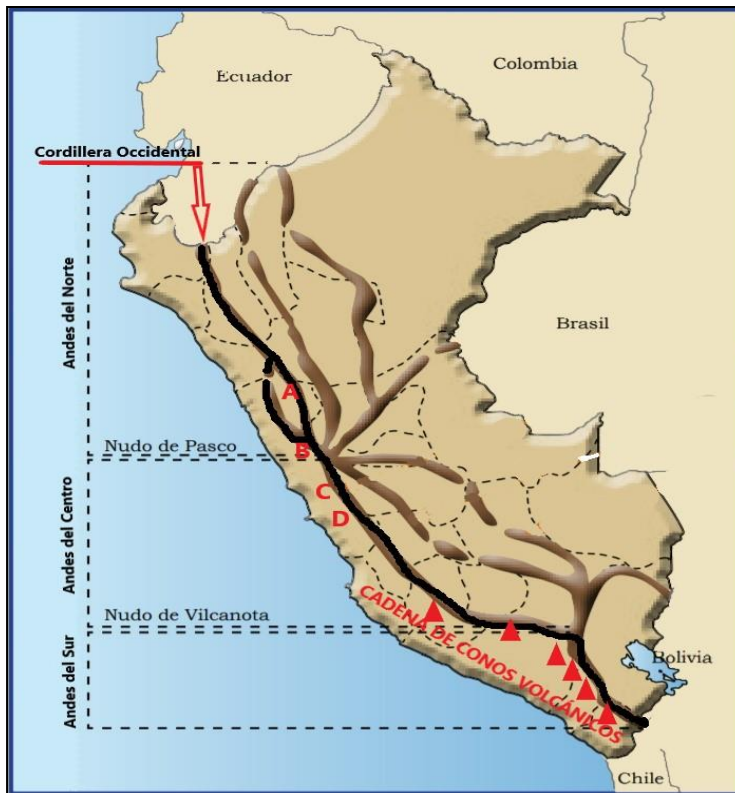 Ecuador
Colombia
Cordillera Occidental
Andes del Norte
Brasil
A
Nudo de Pasco
B
C
D
Andes del Centro
CADENA DE CONOS VOLCÁNICOS
Nudo de Vilcanota
Bolivia
Andes del Sur
Chile